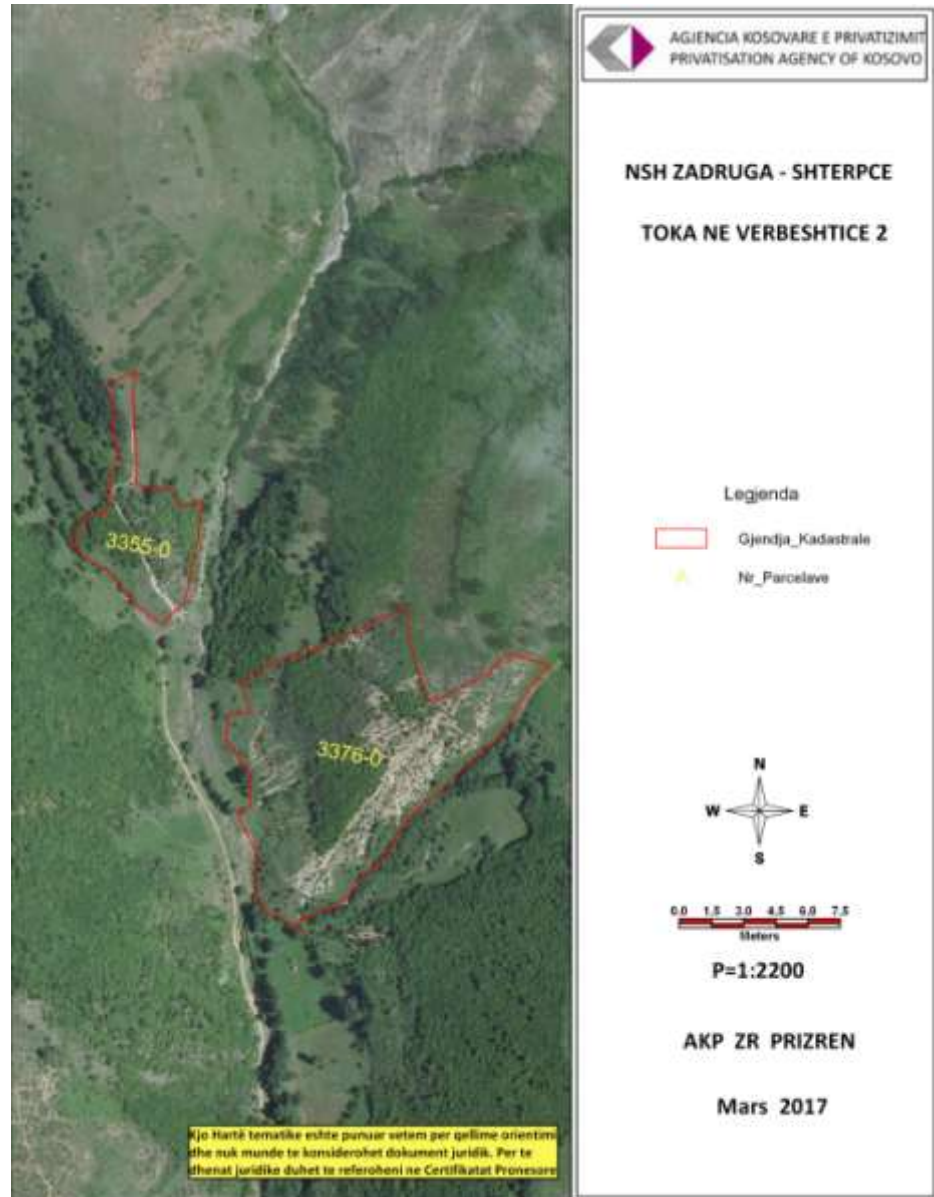 AGJENCIA KOSOVARE E PRIVATIZIMIT
PRIVATISATION AGENCY OF KOSOVO
NSH ZADRUGA - SHTERPCE
TOKA NE VERBESHTICE 2
3355-0
3376-0
Legjenda
Gjendja_Kadastrale
Nr_Parcelave
N
W E
S
0.0 1.5 3.0 4.5 6.0 7.5
Meters
P=1:2200
AKP ZR PRIZREN
Mars 2017
Kjo Hartë tematike eshte punuar vetem per qellime orientimi
dhe nuk munde te konsiderohet dokument juridik. Per te
dhenat juridike duhet te referoheni ne Certifikatat Pronesore